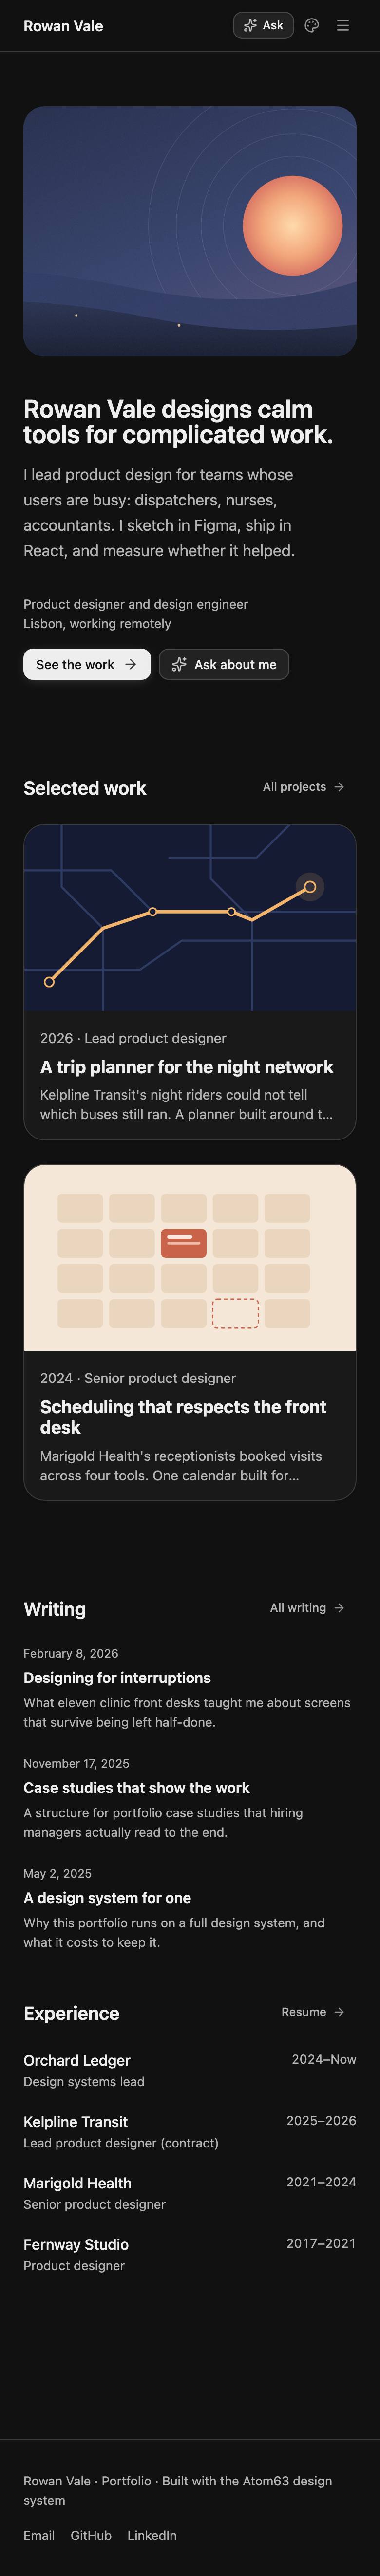 Rowan Vale
Ask
Rowan Vale designs calm
tools for complicated work.
I lead product design for teams whose
users are busy: dispatchers, nurses,
accountants. I sketch in Figma, ship in
React, and measure whether it helped.
Product designer and design engineer
Lisbon, working remotely
See the work
Ask about me
Selected work
All projects
2026 · Lead product designer
A trip planner for the night network
Kelpline Transit's night riders could not tell
which buses still ran. A planner built around t…
2024 · Senior product designer
Scheduling that respects the front
desk
Marigold Health's receptionists booked visits
across four tools. One calendar built for…
Writing
All writing
February 8, 2026
Designing for interruptions
What eleven clinic front desks taught me about screens
that survive being left half-done.
November 17, 2025
Case studies that show the work
A structure for portfolio case studies that hiring
managers actually read to the end.
May 2, 2025
A design system for one
Why this portfolio runs on a full design system, and
what it costs to keep it.
Experience
Resume
Orchard Ledger
2024–Now
Design systems lead
Kelpline Transit
2025–2026
Lead product designer (contract)
Marigold Health
2021–2024
Senior product designer
Fernway Studio
2017–2021
Product designer
Rowan Vale · Portfolio · Built with the Atom63 design
system
Email
GitHub
LinkedIn